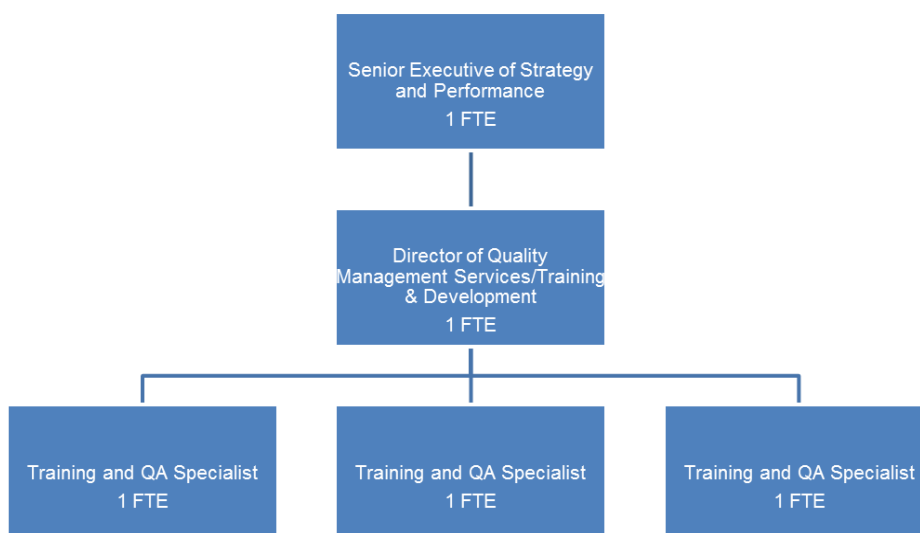 Senior Executive of Strategy
and Performance
1 FTE
Director of Quality
Management Services/Training
& Development
1 FTE
Training and QA Specialist
1 FTE
Training and QA Specialist
1 FTE
Training and QA Specialist
1 FTE